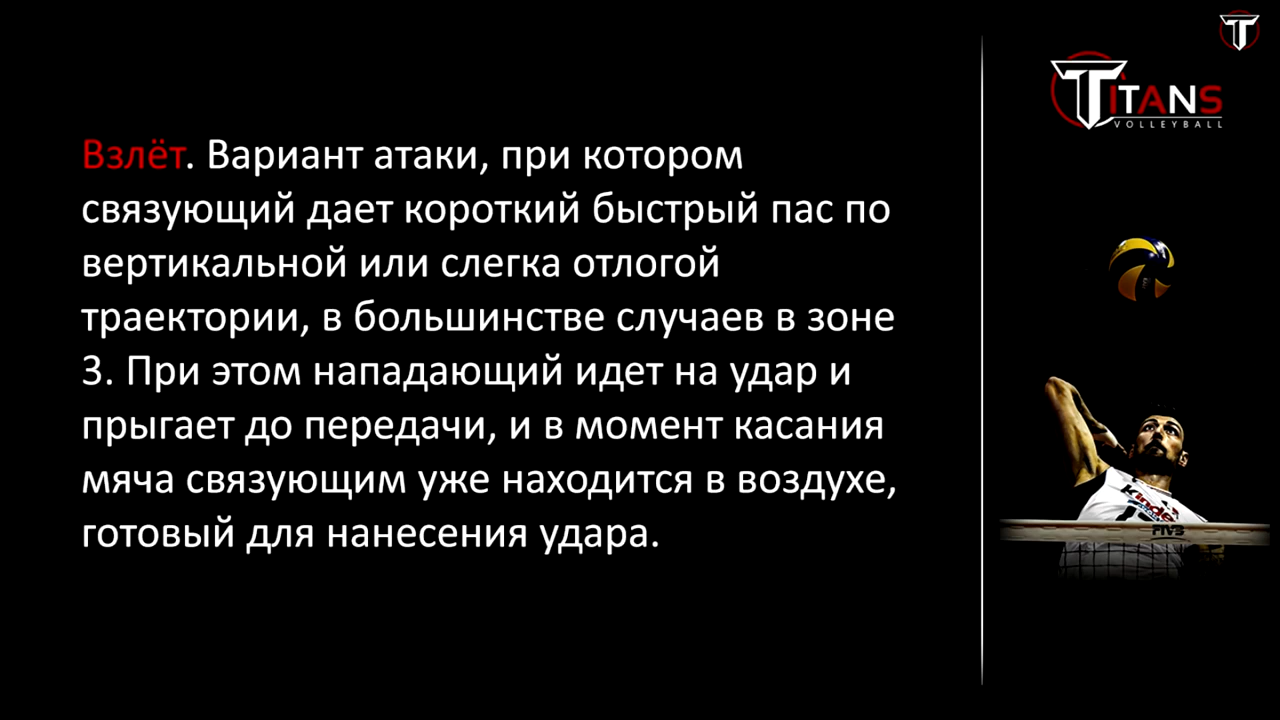 Взлёт. Вариант атаки, при котором
связующий дает короткий быстрый пас по
вертикальной или слегка отлогой
траектории, в большинстве случаев в зоне
3. При этом нападающий идет на удар и
прыгает до передачи, и в момент касания
мяча связующим уже находится в воздухе,
готовый для нанесения удара.
T
TITANS
VOLLEYBALL
kinder
FIVB